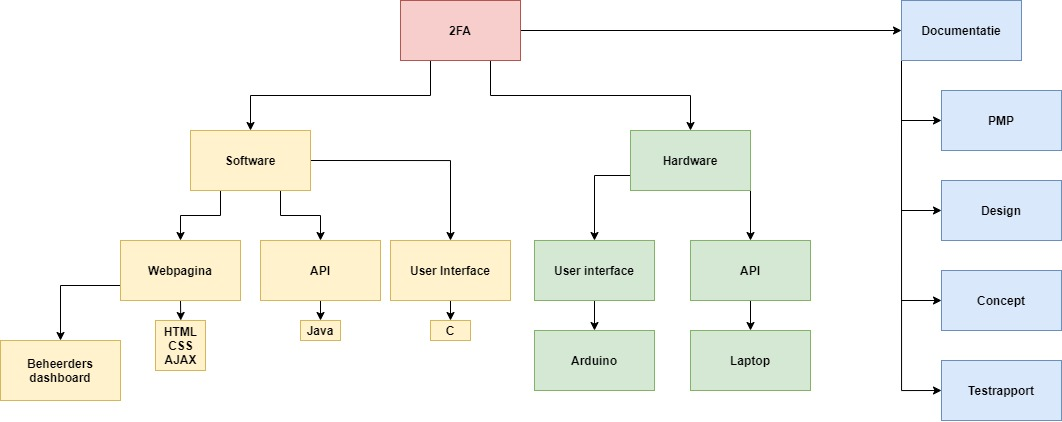 2FA
Documentatie
PMP
Software
Hardware
Design
Webpagina
API
User Interface
User interface
API
Concept
HTML
CSS
AJAX
Java
C
Beheerders
dashboard
Arduino
Laptop
Testrapport